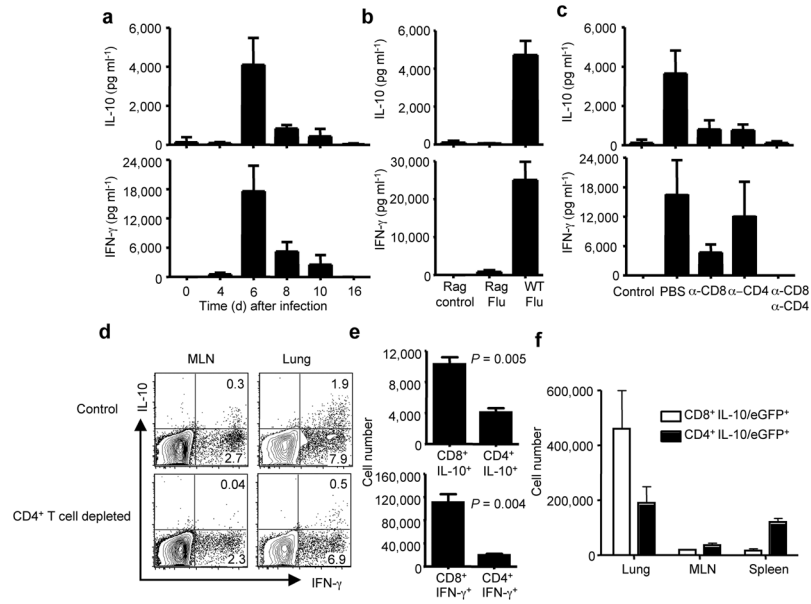 a
IL-10 (pg ml-1)
6,000
4,000
2,000
0
IFN-γ (pg ml-1)
24,000
18,000
12,000
6,000
0
0 4 6 8 10 16
Time (d) after infection
b
IL-10 (pg ml-1)
6,000
4,000
2,000
0
IFN-γ (pg ml-1)
30,000
20,000
10,000
0
Rag control
Rag Flu
WT Flu
c
IL-10 (pg ml-1)
6,000
4,000
2,000
0
IFN-γ (pg ml-1)
24,000
18,000
12,000
6,000
0
Control PBS α-CD8 α–CD4 α-CD8
α-CD4
d
MLN Lung
IL-10
Control
0.3
2.7
1.9
7.9
CD4+ T cell depleted
0.04
2.3
0.5
6.9
IFN-γ
e
Cell number
12,000
8,000
4,000
0
P = 0.005
CD8+ IL-10+
CD4+ IL-10+
160,000
120,000
80,000
40,000
0
P = 0.004
CD8+ IFN-γ+
CD4+ IFN-γ+
f
Cell number
600,000
400,000
200,000
0
CD8+ IL-10/eGFP+
CD4+ IL-10/eGFP+
Lung MLN Spleen